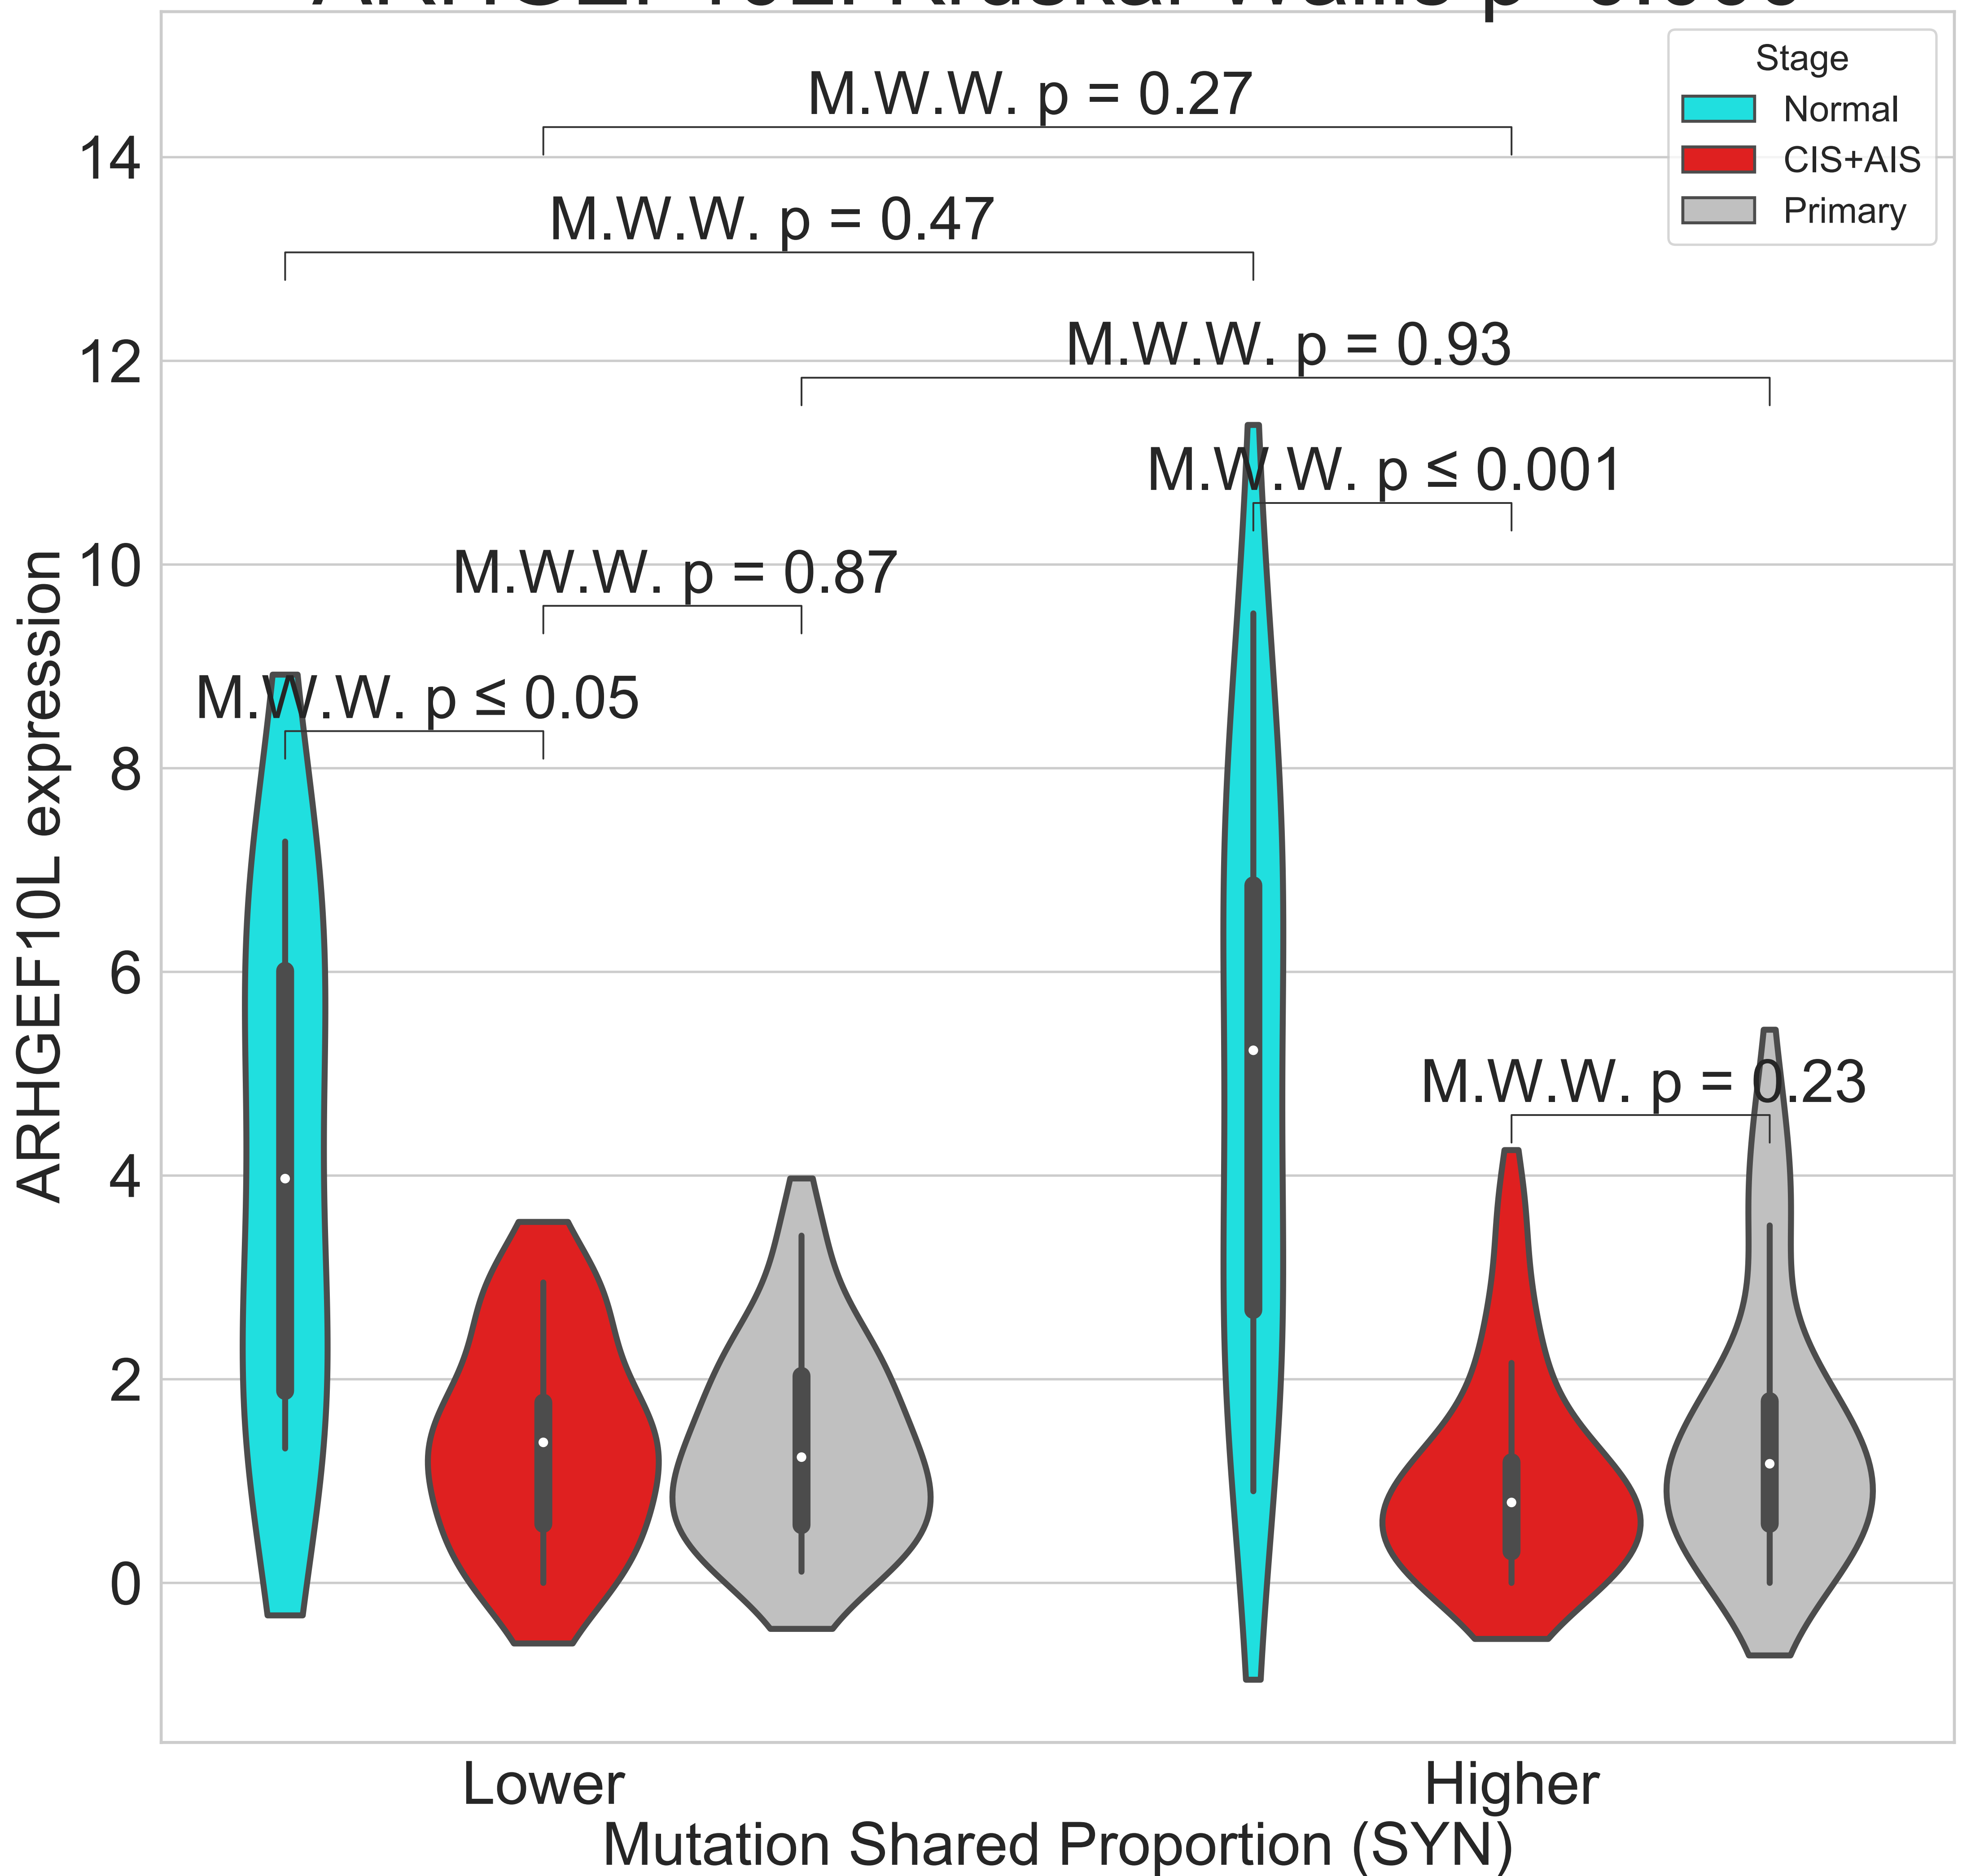 Stage
Normal
CIS+AIS
Primary
M.W.W. p = 0.27
M.W.W. p = 0.47
M.W.W. p = 0.93
M.W.W. p ≤ 0.001
M.W.W. p = 0.87
M.W.W. p ≤ 0.05
M.W.W. p = 0.23
14
12
10
8
6
4
2
0
ARHGEF10L expression
Lower
Higher
Mutation Shared Proportion (SYN)